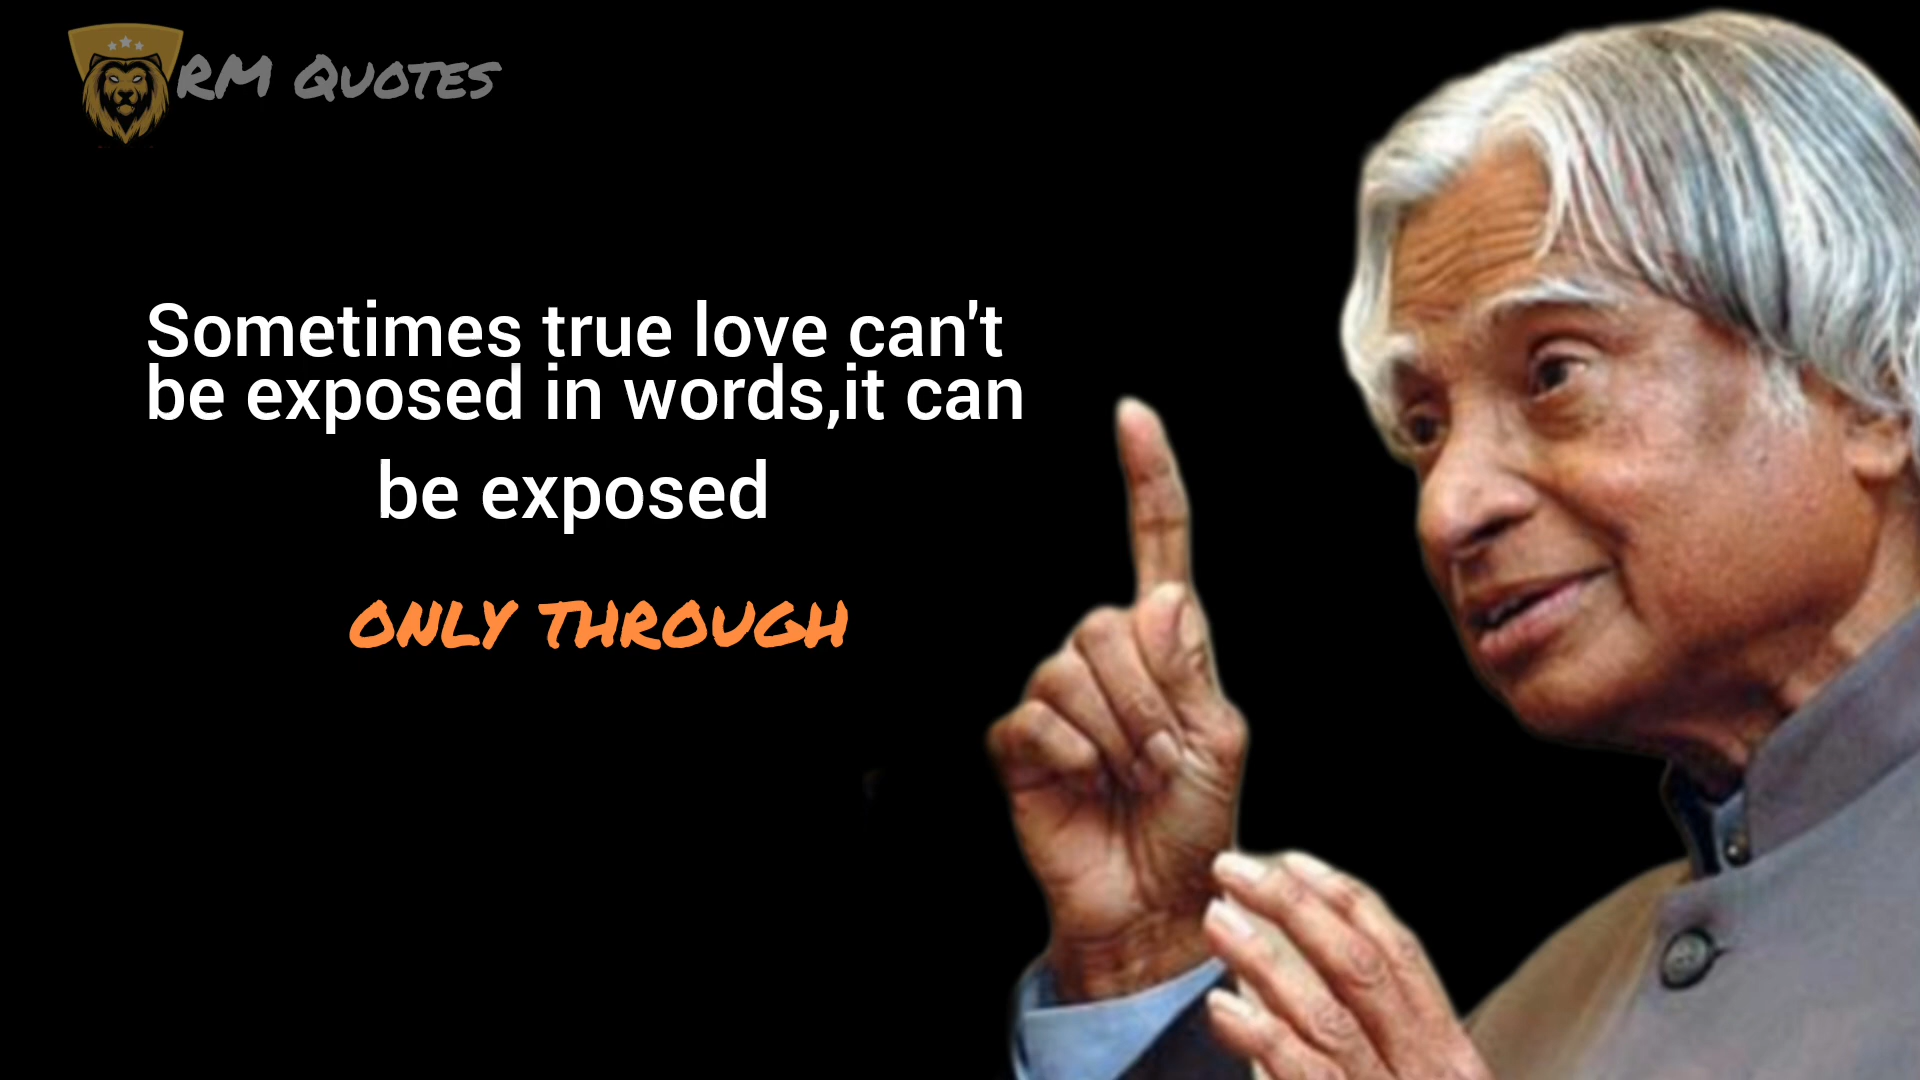 RM Quotes
Sometimes true love can't
be exposed in words,it can
be exposed
ONLY THROUGH